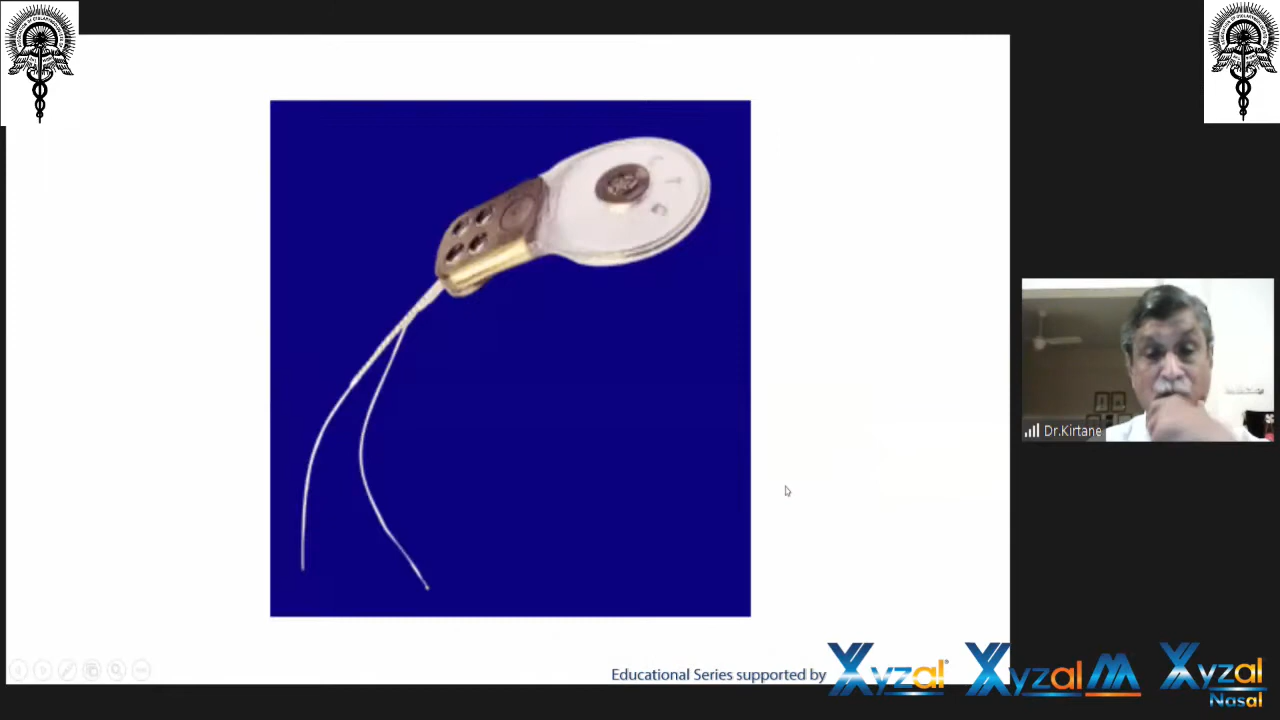 Dr.Kirtane
Educational Series supported by
Xyzal
Xyzal M
Xyzal
Nasal